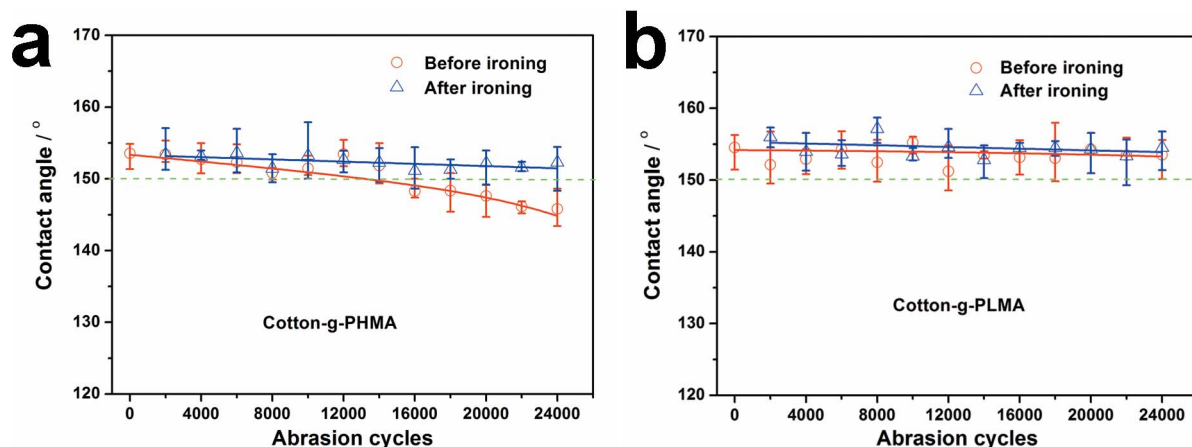 a
170
160
150
140
130
120
Contact angle / °
Before ironing
After ironing
Cotton-g-PHMA
0 4000 8000 12000 16000 20000 24000
Abrasion cycles
b
170
160
150
140
130
120
Contact angle / °
Before ironing
After ironing
Cotton-g-PLMA
0 4000 8000 12000 16000 20000 24000
Abrasion cycles